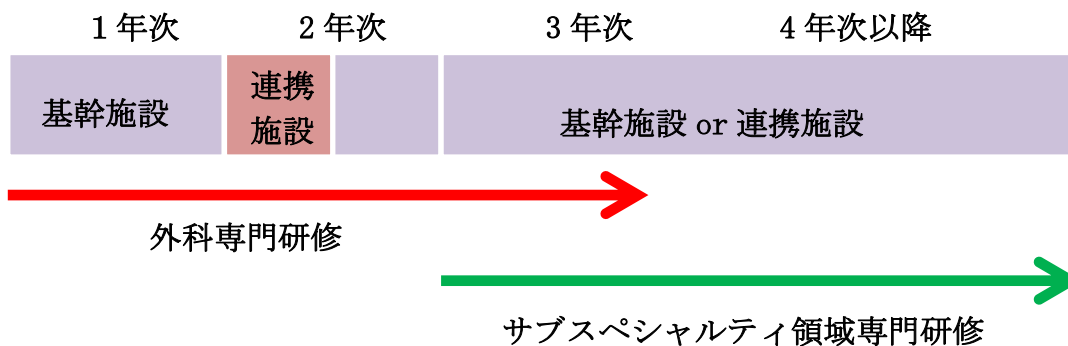 1 年次 2 年次 3 年次 4 年次以降
基幹施設
連携
施設
基幹施設 or 連携施設
外科専門研修
サブスペシャルティ領域専門研修